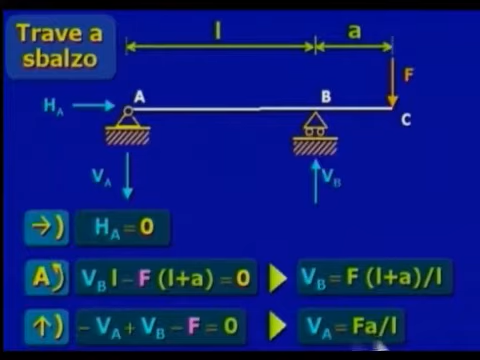 Trave a
sbalzo
l
a
F
H_A
A
B
C
V_A
V_B
→) H_A = 0
A) V_B l – F (l+a) = 0 V_B = F (l+a)/l
↑) –V_A + V_B – F = 0 V_A = Fa/l